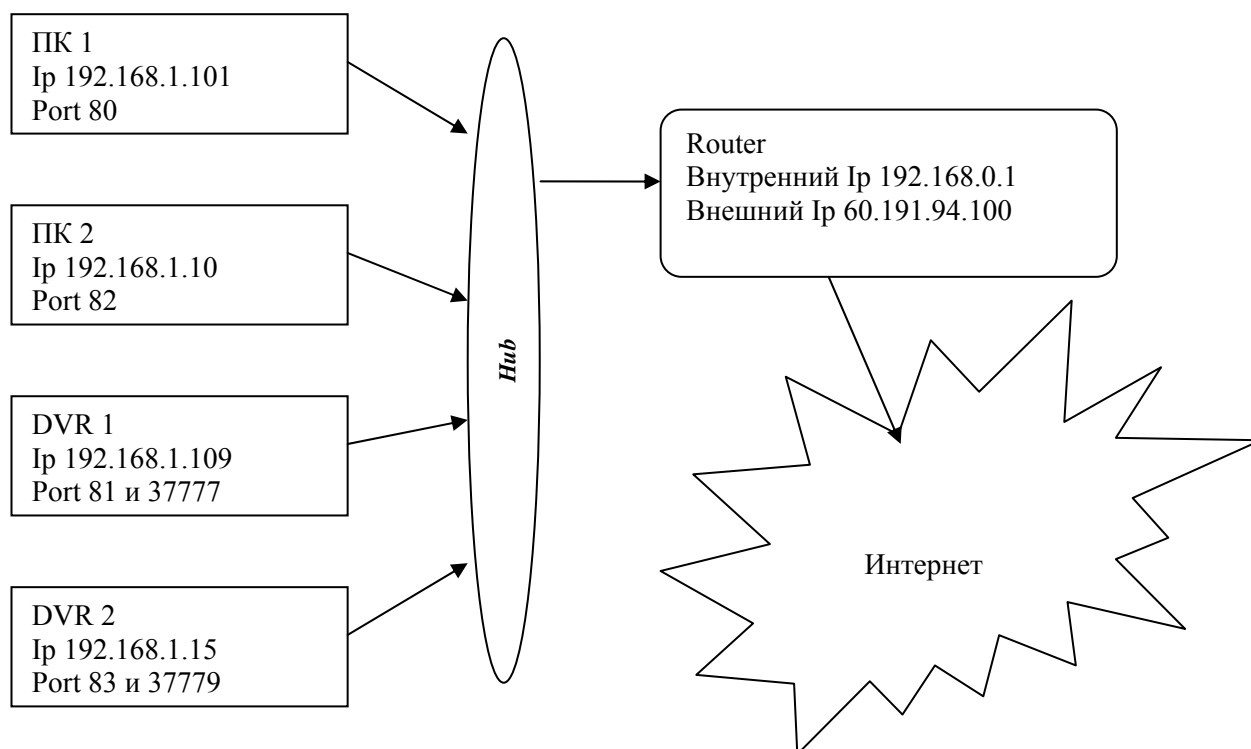 ПК 1
Ip 192.168.1.101
Port 80
ПК 2
Ip 192.168.1.10
Port 82
DVR 1
Ip 192.168.1.109
Port 81 и 37777
DVR 2
Ip 192.168.1.15
Port 83 и 37779
Hub
Router
Внутренний Ip 192.168.0.1
Внешний Ip 60.191.94.100
Интернет